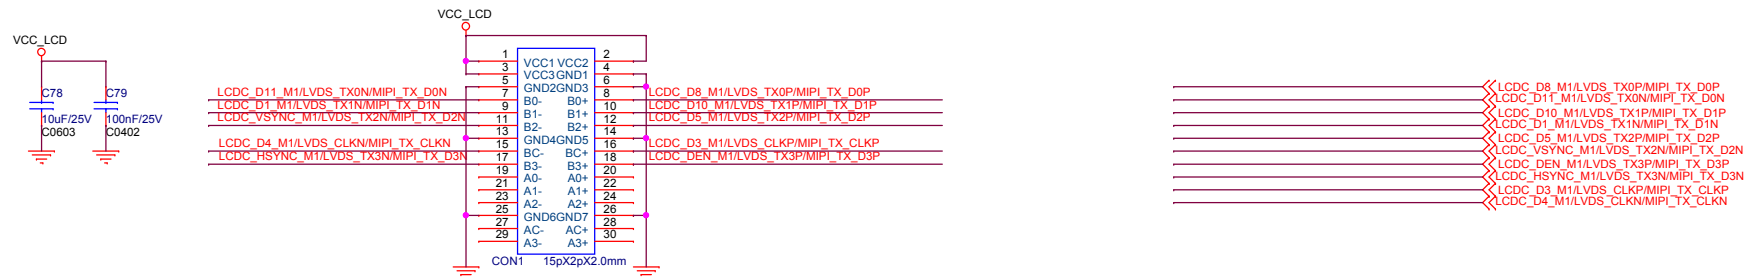 VCC_LCD
C78
10uF/25V
C0603
C79
100nF/25V
C0402
VCC_LCD
1 VCC1 VCC2 2
3 VCC3 GND1 4
5 GND2 GND3 6
LCDC_D11_M1/LVDS_TX0N/MIPI_TX_D0N 7 B0- B0+ 8 LCDC_D8_M1/LVDS_TX0P/MIPI_TX_D0P
LCDC_D1_M1/LVDS_TX1N/MIPI_TX_D1N 9 B1- B1+ 10 LCDC_D10_M1/LVDS_TX1P/MIPI_TX_D1P
LCDC_VSYNC_M1/LVDS_TX2N/MIPI_TX_D2N 11 B2- B2+ 12 LCDC_D5_M1/LVDS_TX2P/MIPI_TX_D2P
13 GND4 GND5 14
LCDC_D4_M1/LVDS_CLKN/MIPI_TX_CLKN 15 BC- BC+ 16 LCDC_D3_M1/LVDS_CLKP/MIPI_TX_CLKP
LCDC_HSYNC_M1/LVDS_TX3N/MIPI_TX_D3N 17 B3- B3+ 18 LCDC_DEN_M1/LVDS_TX3P/MIPI_TX_D3P
19 A0- A0+ 20
21 A1- A1+ 22
23 A2- A2+ 24
25 GND6 GND7 26
27 AC- AC+ 28
29 A3- A3+ 30
CON1 15pX2pX2.0mm
LCDC_D8_M1/LVDS_TX0P/MIPI_TX_D0P
LCDC_D11_M1/LVDS_TX0N/MIPI_TX_D0N
LCDC_D10_M1/LVDS_TX1P/MIPI_TX_D1P
LCDC_D1_M1/LVDS_TX1N/MIPI_TX_D1N
LCDC_D5_M1/LVDS_TX2P/MIPI_TX_D2P
LCDC_VSYNC_M1/LVDS_TX2N/MIPI_TX_D2N
LCDC_DEN_M1/LVDS_TX3P/MIPI_TX_D3P
LCDC_HSYNC_M1/LVDS_TX3N/MIPI_TX_D3N
LCDC_D3_M1/LVDS_CLKP/MIPI_TX_CLKP
LCDC_D4_M1/LVDS_CLKN/MIPI_TX_CLKN